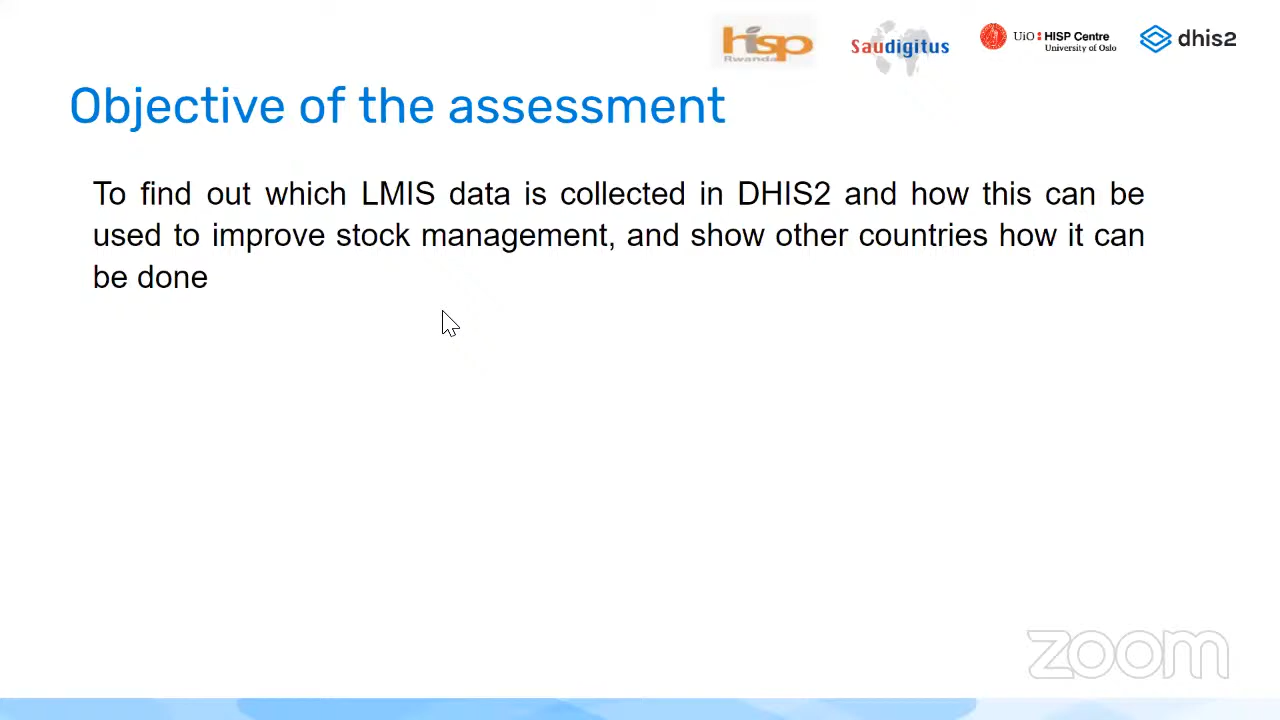 hisp
Rwanda
Saudigitus
UiO: HISP Centre
University of Oslo
dhis2
Objective of the assessment
To find out which LMIS data is collected in DHIS2 and how this can be
used to improve stock management, and show other countries how it can
be done
zoom